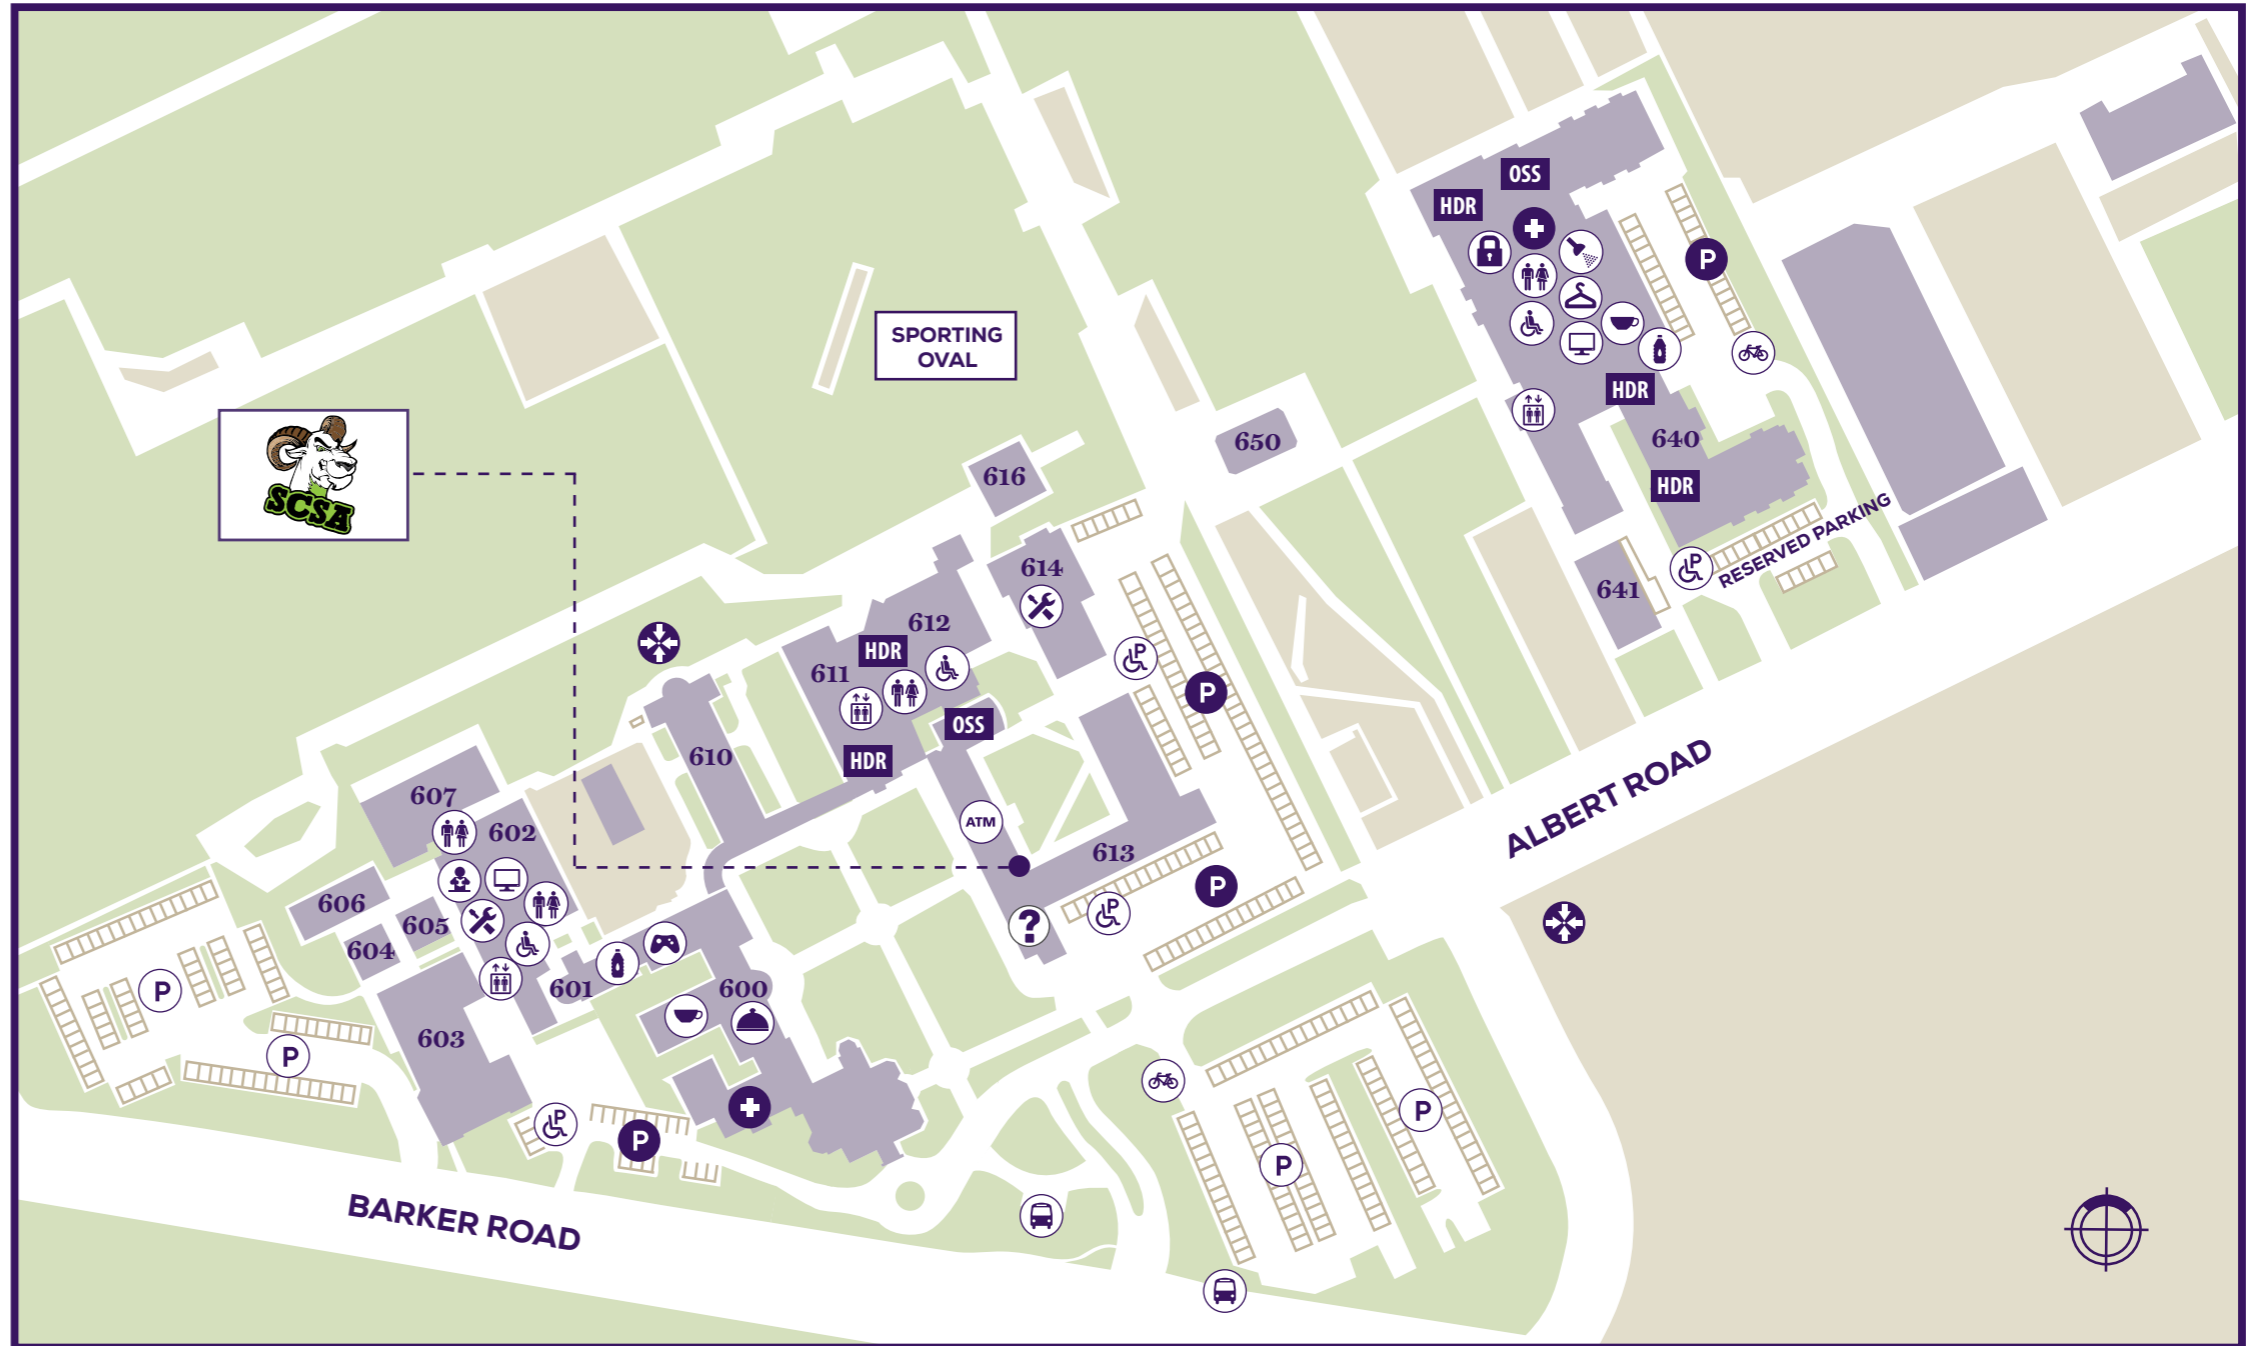 OSS
HDR
P
SPORTING
OVAL
HDR
650
640
616
HDR
SCSA
RESERVED PARKING
614
P
641
612
HDR
611
P
P
OSS
610
HDR
ALBERT ROAD
607
ATM
602
613
P
606
605
P
?
604
601
600
P
603
P
P
P
P
P
BARKER ROAD